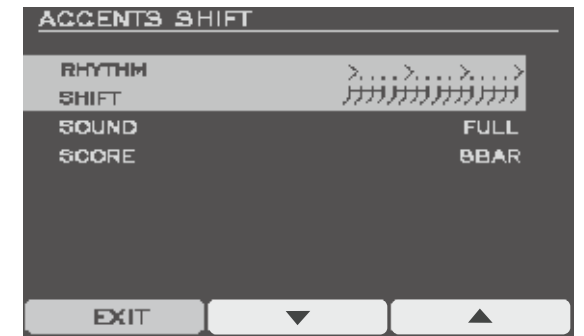 ACCENTS SHIFT
RHYTHM >....>....>....>
SHIFT
SOUND FULL
SCORE 8BAR
EXIT ▼ ▲